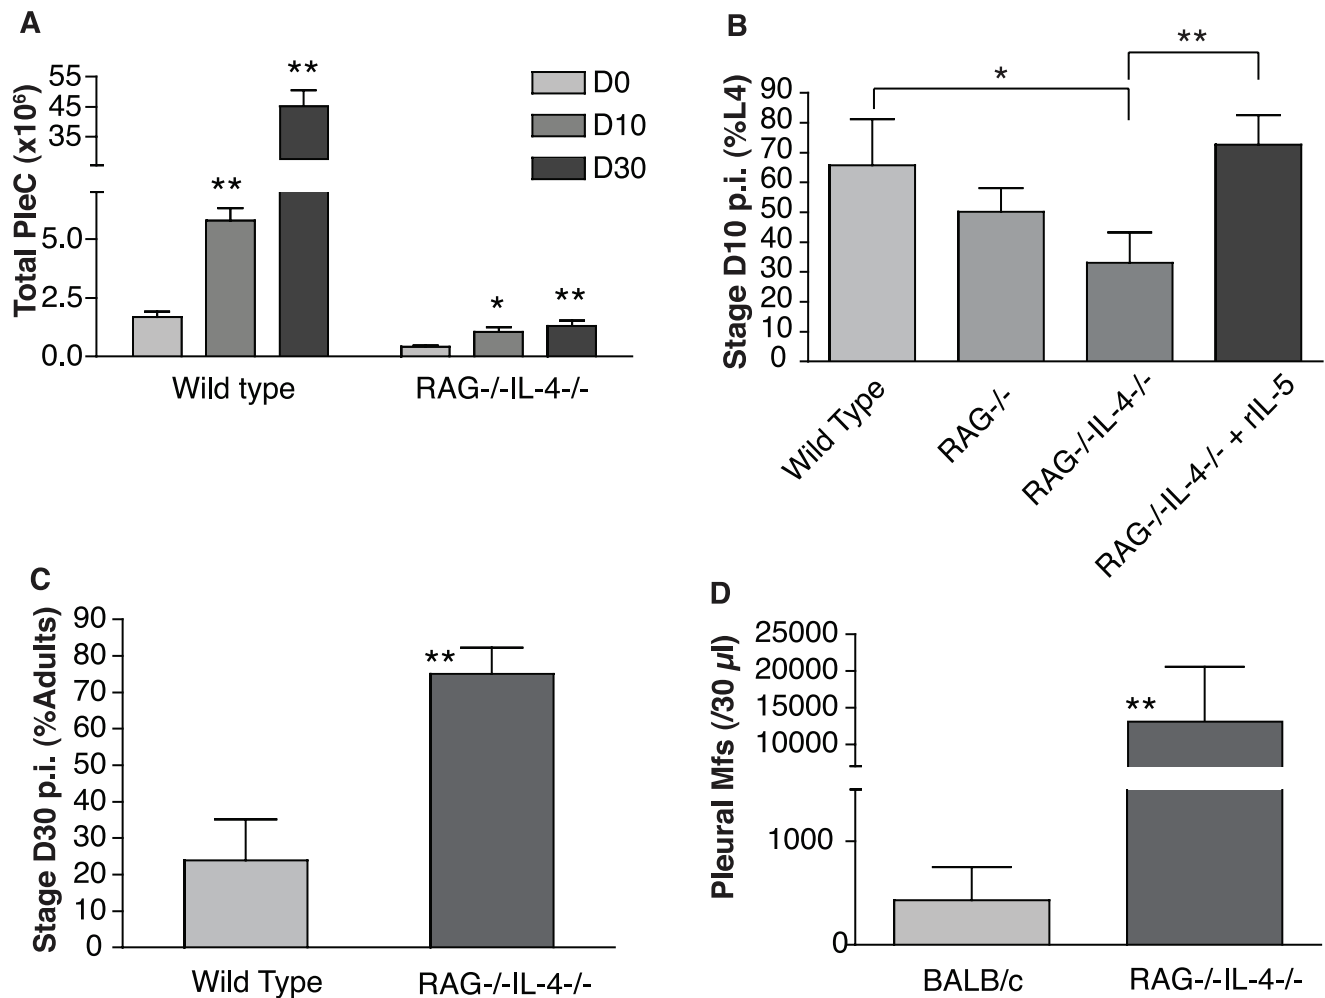 A
Total PleC (x10⁶)
55
45
35
5.0
2.5
0.0
**
**
*
**
D0
D10
D30
Wild type
RAG-/-IL-4-/-
B
Stage D10 p.i. (%L4)
90
80
70
60
50
40
30
20
10
0
*
**
Wild Type
RAG-/-
RAG-/-IL-4-/-
RAG-/-IL-4-/- + rIL-5
C
Stage D30 p.i. (%Adults)
90
80
70
60
50
40
30
20
10
0
**
Wild Type
RAG-/-IL-4-/-
D
Pleural Mfs (/30 µl)
25000
20000
15000
10000
1000
0
**
BALB/c
RAG-/-IL-4-/-